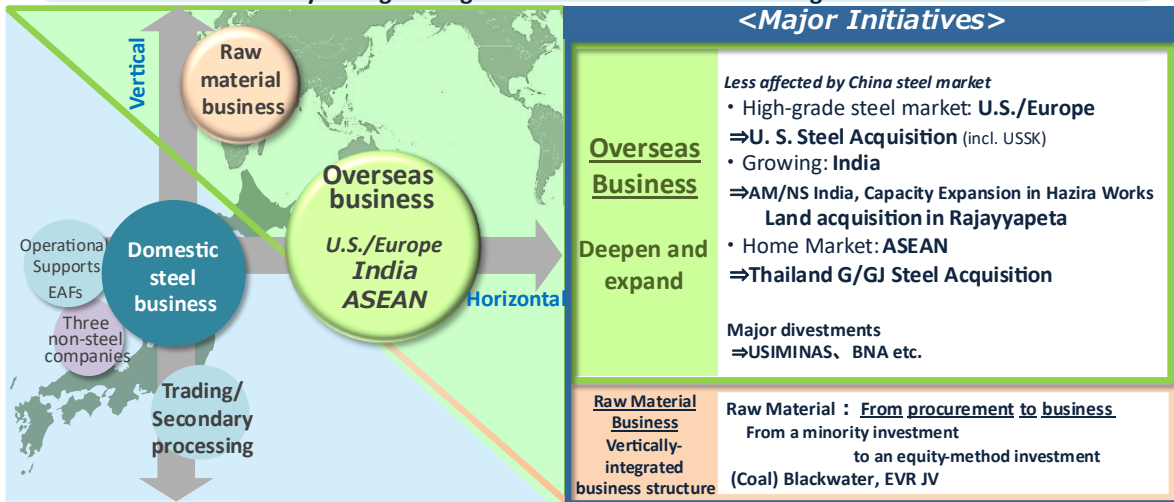 Vertical
Raw
material
business
Overseas
business
U.S./Europe
India
ASEAN
Horizontal
Operational
Supports
EAFs
Domestic
steel
business
Three
non-steel
companies
Trading/
Secondary
processing
<Major Initiatives>
Overseas
Business
Deepen and
expand
Less affected by China steel market
・High-grade steel market: U.S./Europe
⇒U. S. Steel Acquisition (incl. USSK)
・Growing: India
⇒AM/NS India, Capacity Expansion in Hazira Works
Land acquisition in Rajayyapeta
・Home Market: ASEAN
⇒Thailand G/GJ Steel Acquisition
Major divestments
⇒USIMINAS、BNA etc.
Raw Material
Business
Vertically-
integrated
business structure
Raw Material： From procurement to business
From a minority investment
to an equity-method investment
(Coal) Blackwater, EVR JV